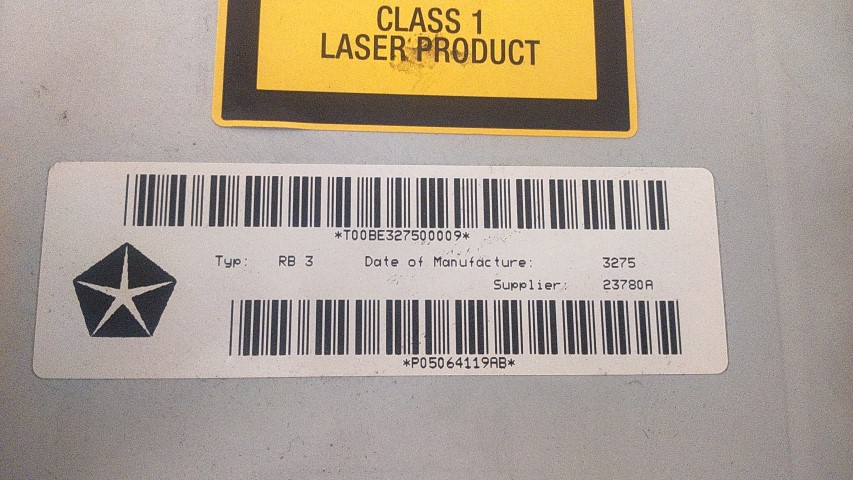 CLASS 1
LASER PRODUCT
*T00BE327500009*
Typ: RB 3 Date of Manufacture: 3275
Supplier: 23780A
*P05064119AB*